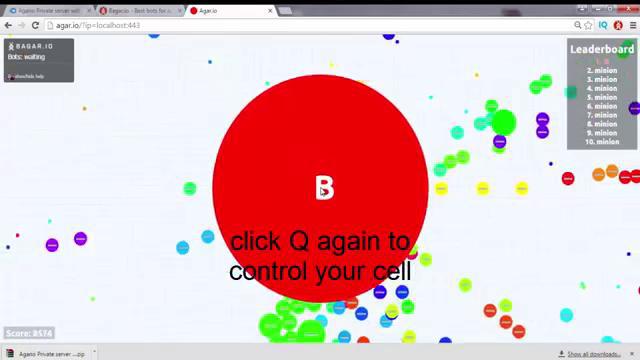 Agario Private server wit
Bagar.io - Best bots for a
Agar.io
agar.io/?ip=localhost:443
BAGAR.IO
Bots: waiting
Leaderboard
1. B
2. minion
3. minion
4. minion
5. minion
6. minion
7. minion
8. minion
9. minion
10. minion
B
click Q again to
control your cell
Score: 8574
Agario Private server ....zip
Show all downloads...